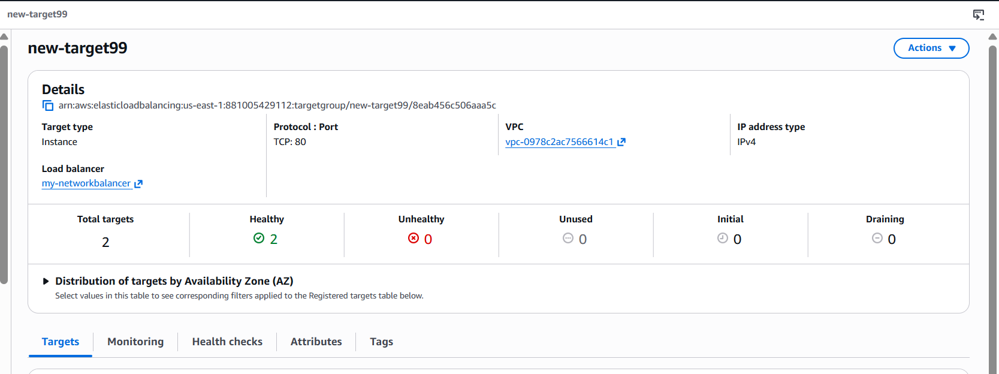 new-target99
new-target99
Actions
Details
arn:aws:elasticloadbalancing:us-east-1:881005429112:targetgroup/new-target99/8eab456c506aaa5c
Target type
Instance
Protocol : Port
TCP: 80
VPC
vpc-0978c2ac7566614c1
IP address type
IPv4
Load balancer
my-networkbalancer
Total targets
2
Healthy
2
Unhealthy
0
Unused
0
Initial
0
Draining
0
Distribution of targets by Availability Zone (AZ)
Select values in this table to see corresponding filters applied to the Registered targets table below.
Targets
Monitoring
Health checks
Attributes
Tags